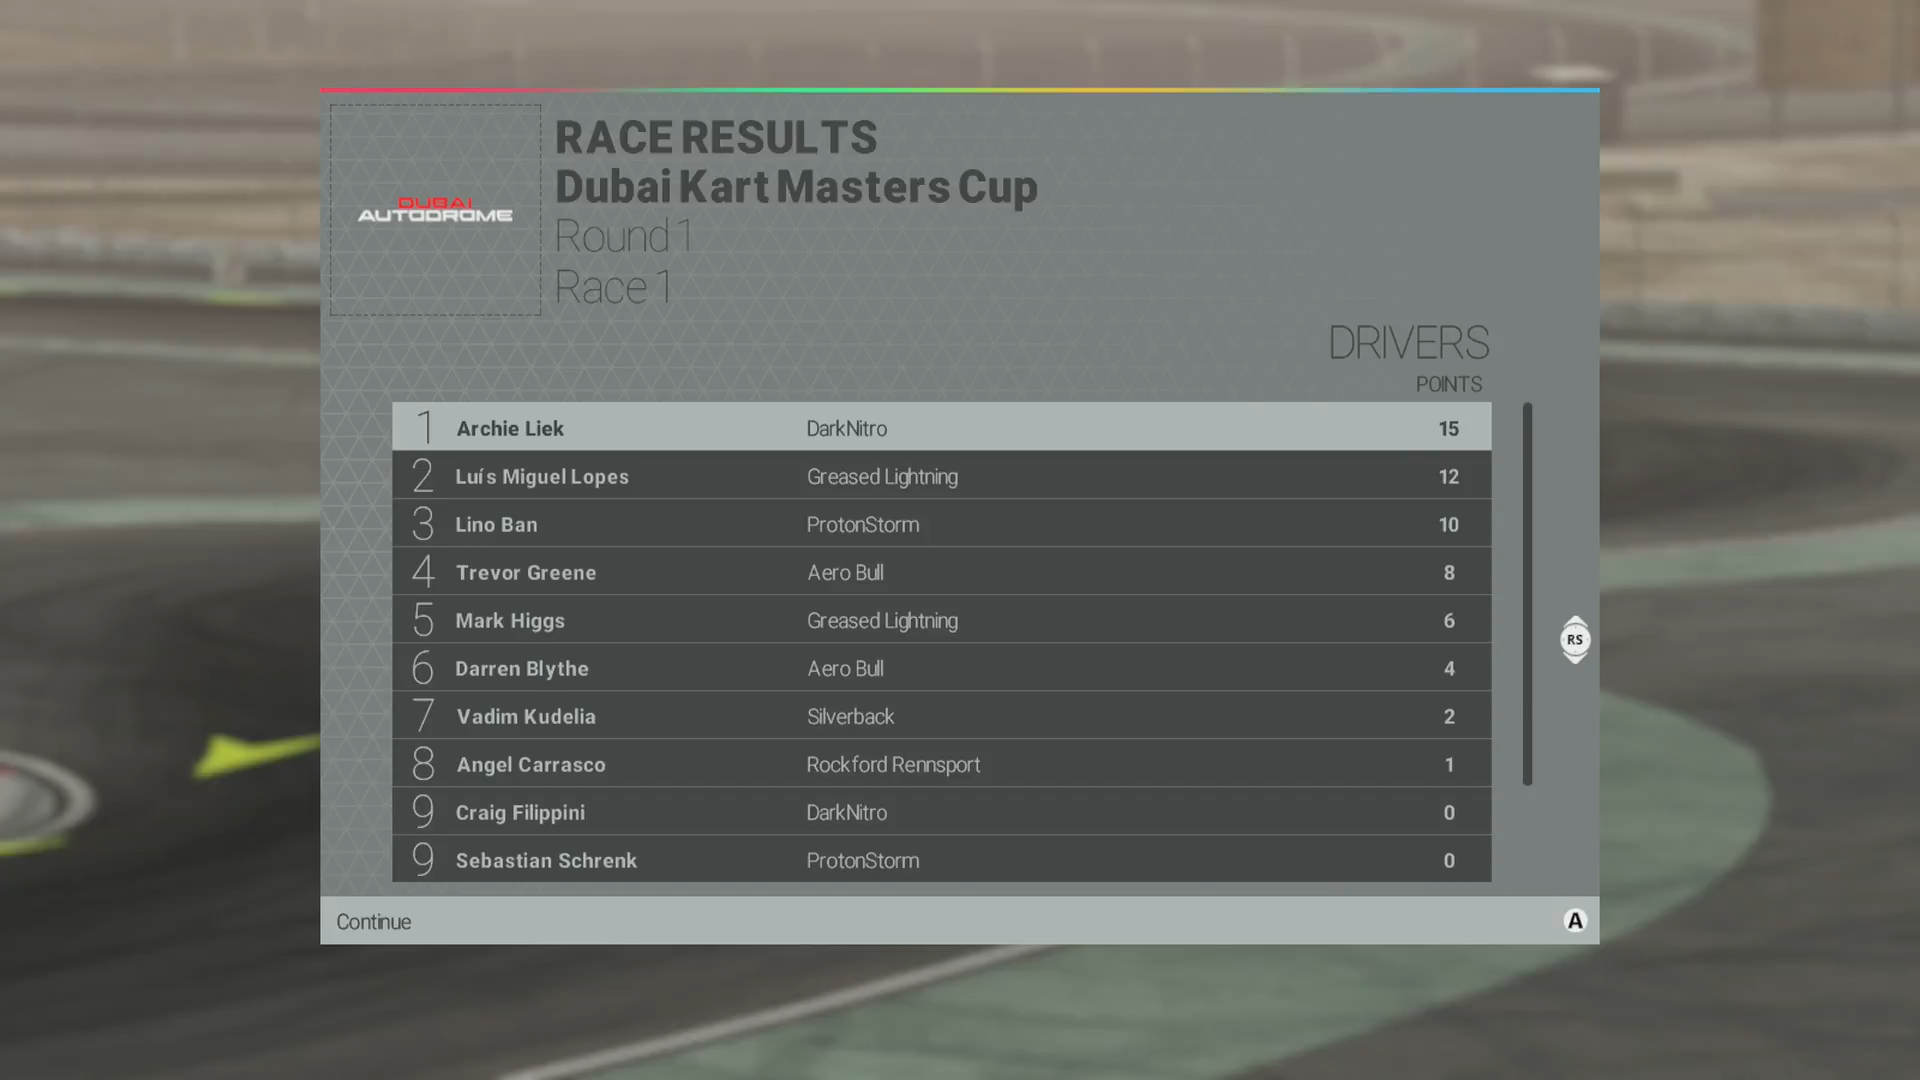 RACE RESULTS
Dubai Kart Masters Cup
Round 1
Race 1
DUBAI
AUTODROME
DRIVERS
POINTS
1 Archie Liek DarkNitro 15
2 Luís Miguel Lopes Greased Lightning 12
3 Lino Ban ProtonStorm 10
4 Trevor Greene Aero Bull 8
5 Mark Higgs Greased Lightning 6
6 Darren Blythe Aero Bull 4
7 Vadim Kudelia Silverback 2
8 Angel Carrasco Rockford Rennsport 1
9 Craig Filippini DarkNitro 0
9 Sebastian Schrenk ProtonStorm 0
RS
Continue A